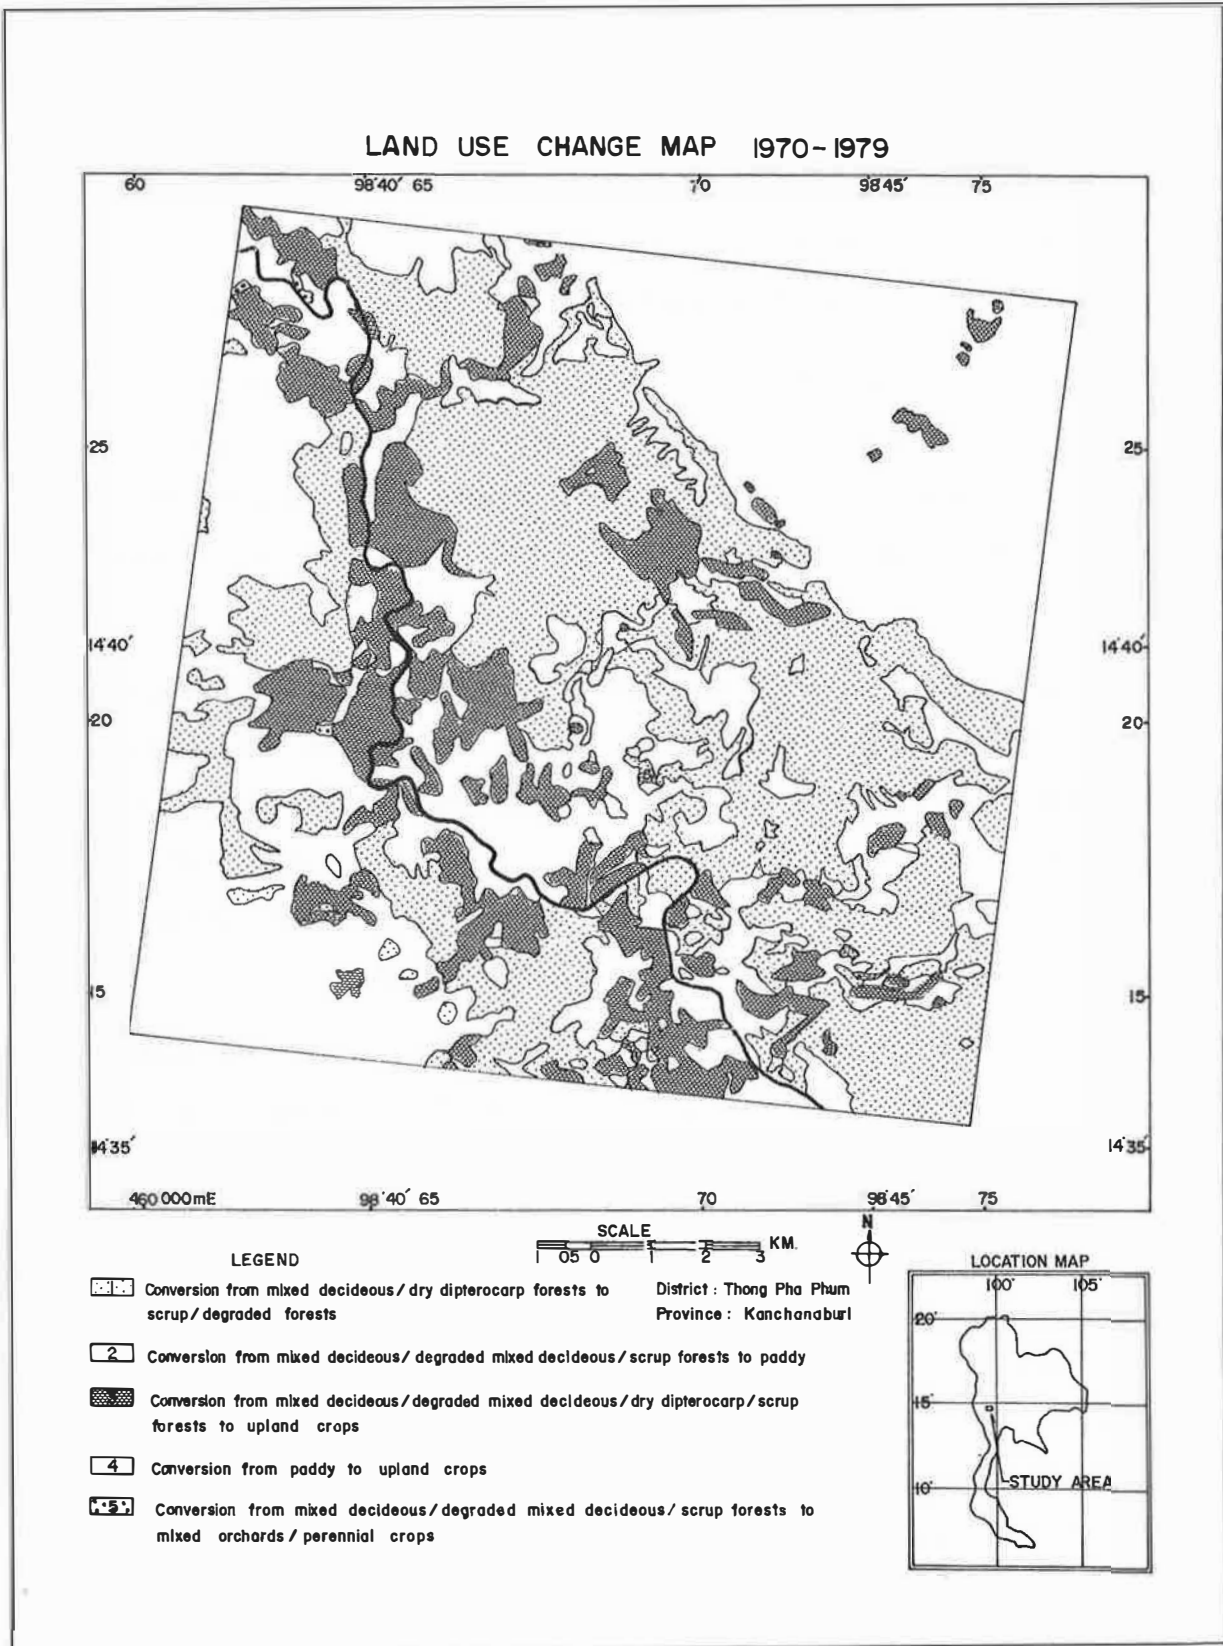 LAND USE CHANGE MAP 1970-1979
60 98°40′ 65 70 98°45′ 75
25 25
14°40′ 14°40′
20 20
15 15
14°35′ 14°35′
460 000mE 98°40′ 65 70 98°45′ 75
SCALE
1 05 0 1 2 3 KM.
N
LEGEND
Conversion from mixed decideous/dry dipterocarp forests to
scrup/degraded forests
District : Thong Pha Phum
Province : Kanchanaburi
2 Conversion from mixed decideous/degraded mixed decideous/scrup forests to paddy
Conversion from mixed decideous/degraded mixed decideous/dry dipterocarp/scrup
forests to upland crops
4 Conversion from paddy to upland crops
5 Conversion from mixed decideous/degraded mixed decideous/scrup forests to
mixed orchards/perennial crops
LOCATION MAP
100° 105°
20°
15°
10°
STUDY AREA